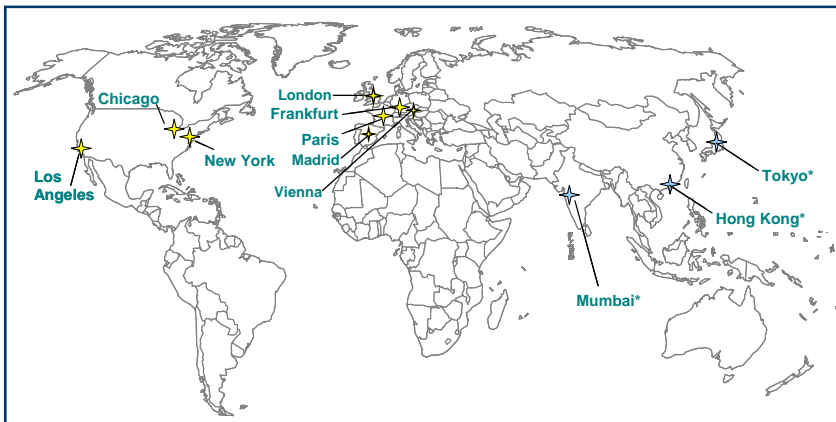 Chicago
London
Frankfurt
Paris
New York
Madrid
Los
Angeles
Vienna
Tokyo*
Hong Kong*
Mumbai*